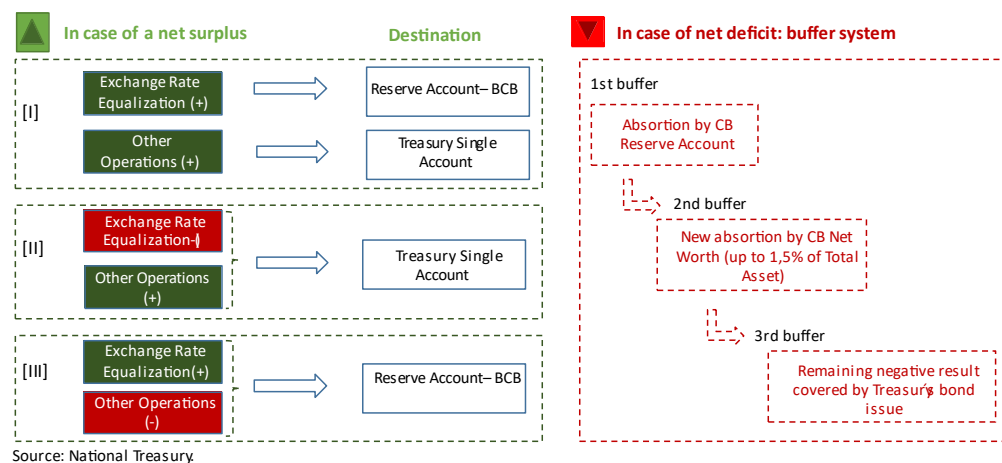 In case of a net surplus
Destination
[I]
Exchange Rate
Equalization (+)
Reserve Account– BCB
Other
Operations (+)
Treasury Single
Account
[II]
Exchange Rate
Equalization-()
Other Operations
(+)
Treasury Single
Account
[III]
Exchange Rate
Equalization(+)
Other Operations
(-)
Reserve Account– BCB
Source: National Treasury.
In case of net deficit: buffer system
1st buffer
Absortion by CB
Reserve Account
2nd buffer
New absortion by CB Net
Worth (up to 1,5% of Total
Asset)
3rd buffer
Remaining negative result
covered by Treasury's bond
issue